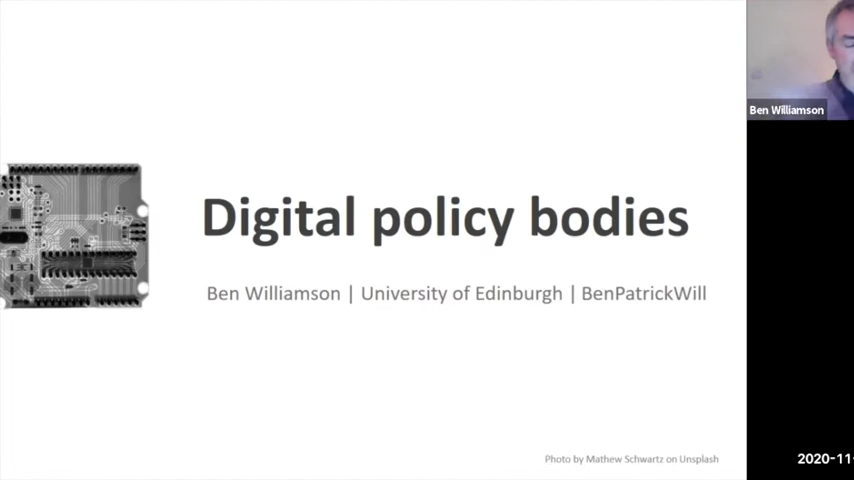 Ben Williamson
Digital policy bodies
Ben Williamson | University of Edinburgh | BenPatrickWill
Photo by Mathew Schwartz on Unsplash
2020-11-